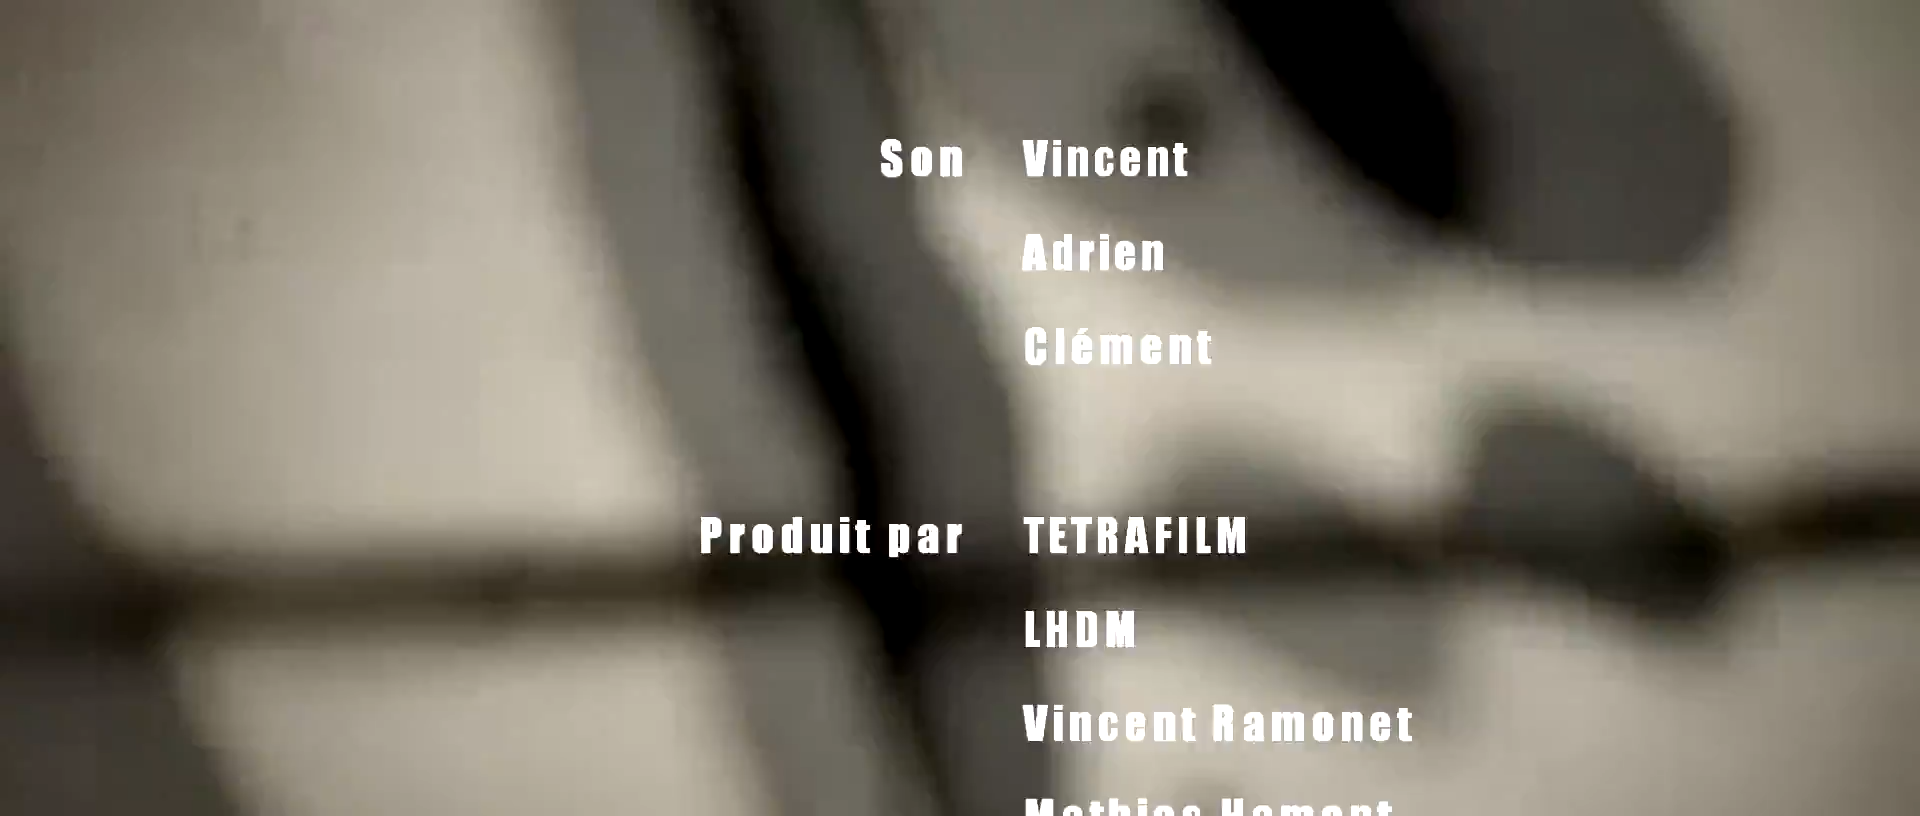 Son Vincent
Adrien
Clément
Produit par TETRAFILM
LHDM
Vincent Ramonet